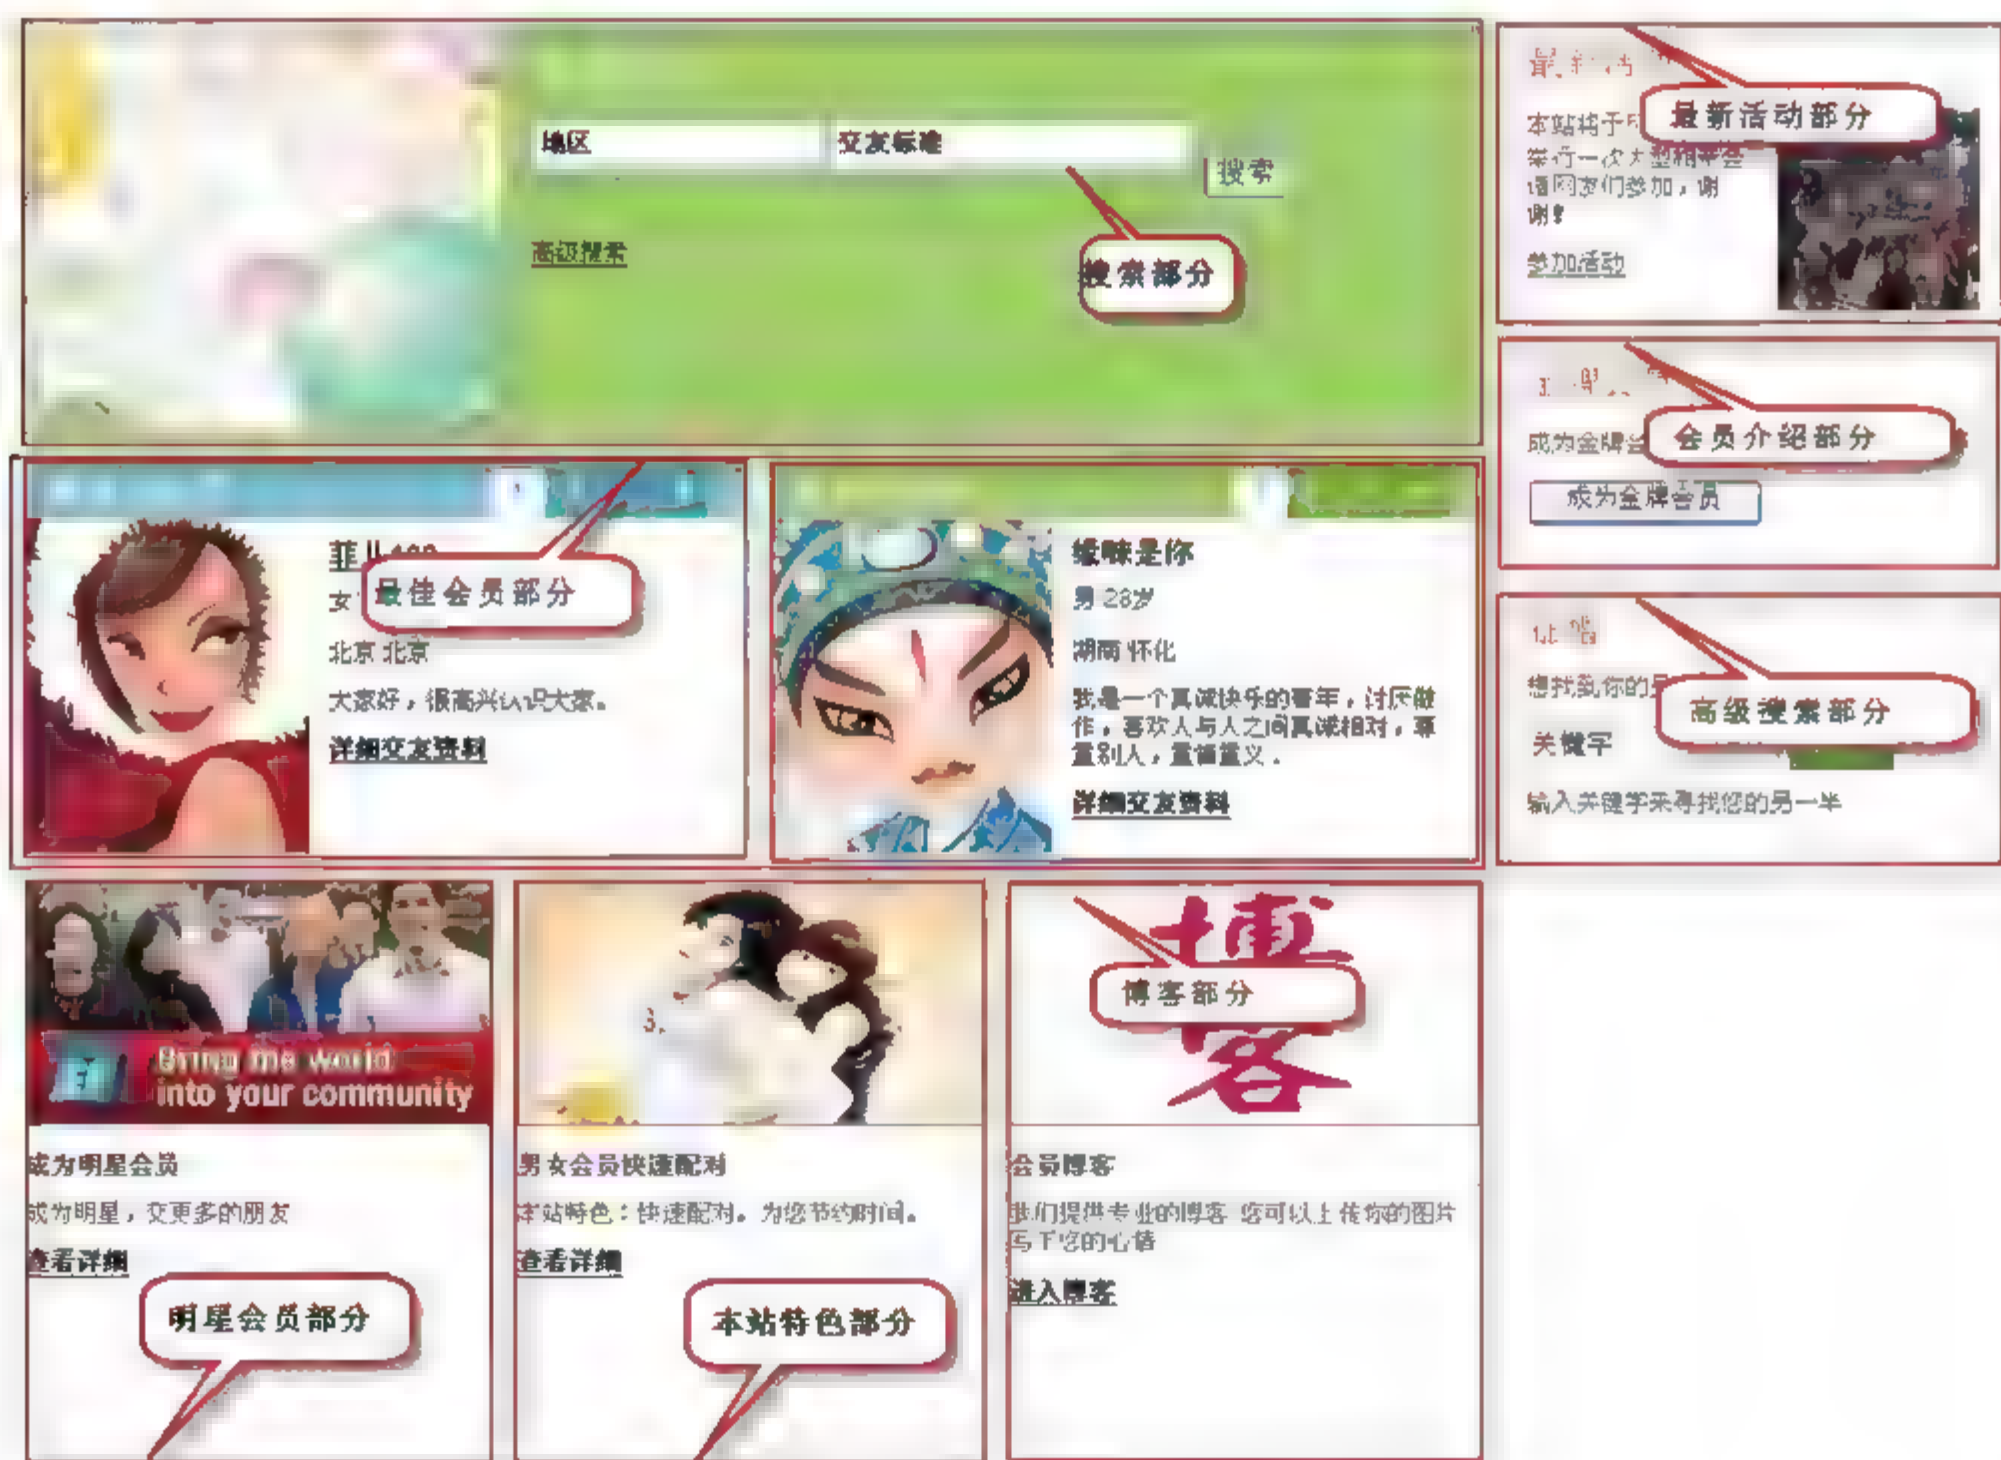 地区
交友标准
搜索
高级搜索
搜索部分
最新活动部分
本站将于
举行一次大型相亲会
请网友们参加，谢
谢！
参加活动
会员介绍部分
成为金牌会
成为金牌会员
最佳会员部分
女
北京 北京
大家好，很高兴认识大家。
详细交友资料
暧昧是你
男 28岁
湖南 怀化
我是一个真诚快乐的青年，讨厌做
作，喜欢人与人之间真诚相对，尊
重别人，重情重义。
详细交友资料
想找到你的另
高级搜索部分
关键字
输入关键字来寻找您的另一半
Bring the world
into your community
成为明星会员
成为明星，交更多的朋友
查看详细
明星会员部分
男女会员快速配对
本站特色：快速配对。为您节约时间。
查看详细
本站特色部分
博客
博客部分
会员博客
我们提供专业的博客 您可以上传你的图片
写下您的心情
进入博客